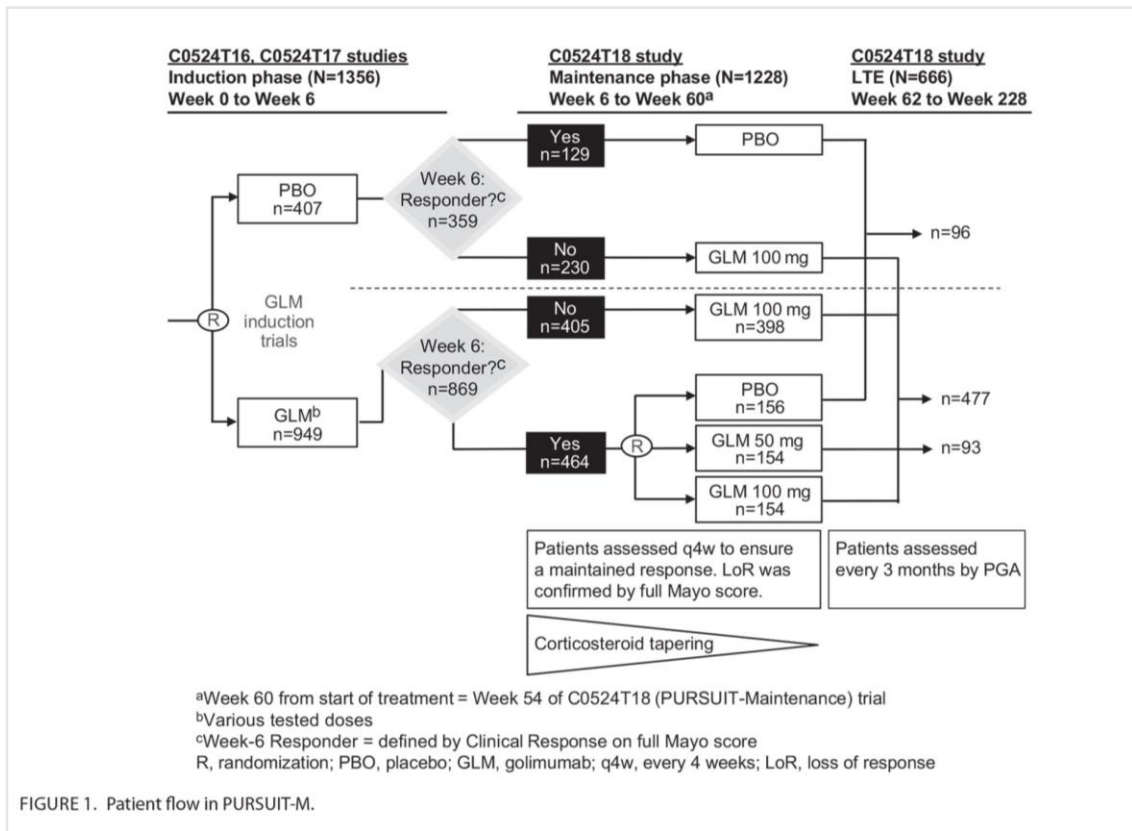 C0524T16, C0524T17 studies
Induction phase (N=1356)
Week 0 to Week 6
C0524T18 study
Maintenance phase (N=1228)
Week 6 to Week 60a
C0524T18 study
LTE (N=666)
Week 62 to Week 228
R
GLM
induction
trials
PBO
n=407
Week 6:
Responder?c
n=359
Yes
n=129
PBO
No
n=230
GLM 100 mg
n=96
GLMb
n=949
Week 6:
Responder?c
n=869
No
n=405
GLM 100 mg
n=398
Yes
n=464
R
PBO
n=156
GLM 50 mg
n=154
GLM 100 mg
n=154
n=477
n=93
Patients assessed q4w to ensure
a maintained response. LoR was
confirmed by full Mayo score.
Patients assessed
every 3 months by PGA
Corticosteroid tapering
aWeek 60 from start of treatment = Week 54 of C0524T18 (PURSUIT-Maintenance) trial
bVarious tested doses
cWeek-6 Responder = defined by Clinical Response on full Mayo score
R, randomization; PBO, placebo; GLM, golimumab; q4w, every 4 weeks; LoR, loss of response
FIGURE 1. Patient flow in PURSUIT-M.